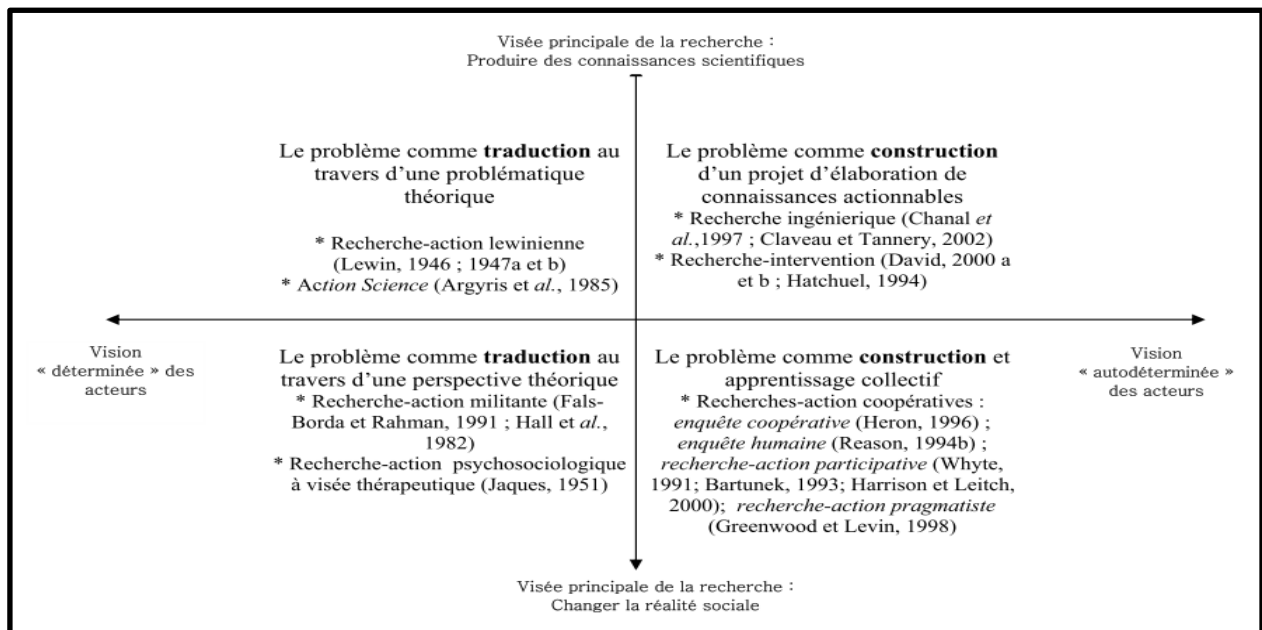 Visée principale de la recherche :
Produire des connaissances scientifiques
Le problème comme traduction au
travers d'une problématique
théorique
* Recherche-action lewinienne
(Lewin, 1946 ; 1947a et b)
* Action Science (Argyris et al., 1985)
Le problème comme construction
d'un projet d'élaboration de
connaissances actionnables
* Recherche ingénierique (Chanal et
al.,1997 ; Claveau et Tannery, 2002)
* Recherche-intervention (David, 2000 a
et b ; Hatchuel, 1994)
Vision
« déterminée » des
acteurs
Le problème comme traduction au
travers d'une perspective théorique
* Recherche-action militante (Fals-
Borda et Rahman, 1991 ; Hall et al.,
1982)
* Recherche-action psychosociologique
à visée thérapeutique (Jaques, 1951)
Le problème comme construction et
apprentissage collectif
* Recherches-action coopératives :
enquête coopérative (Heron, 1996) ;
enquête humaine (Reason, 1994b) ;
recherche-action participative (Whyte,
1991; Bartunek, 1993; Harrison et Leitch,
2000); recherche-action pragmatiste
(Greenwood et Levin, 1998)
Vision
« autodéterminée »
des acteurs
Visée principale de la recherche :
Changer la réalité sociale